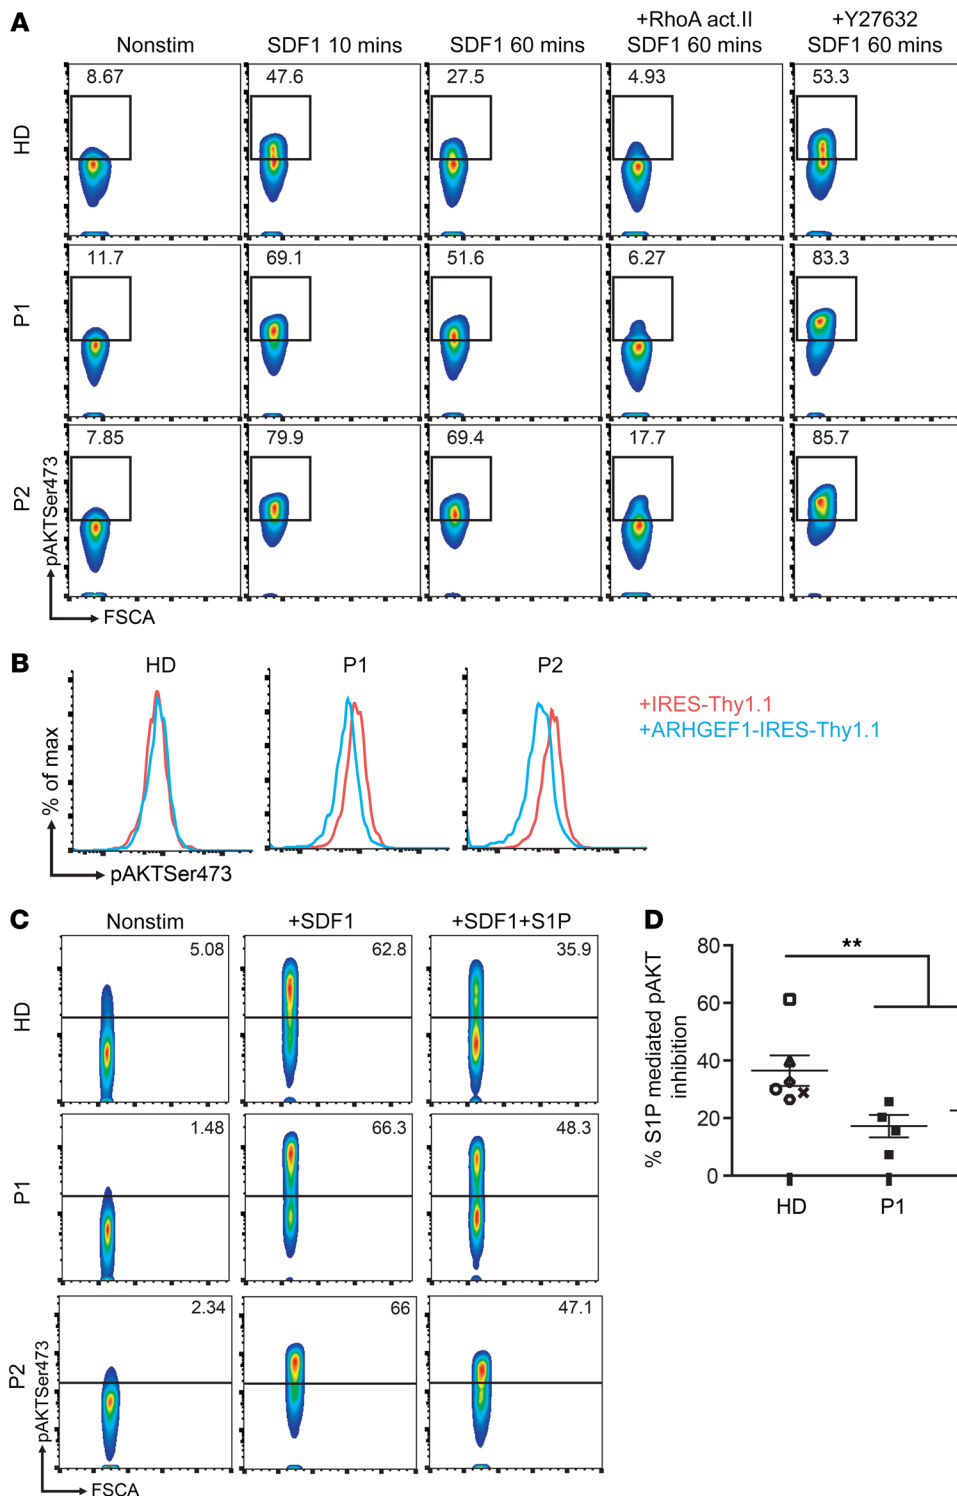 A
Nonstim
SDF1 10 mins
SDF1 60 mins
+RhoA act.II
SDF1 60 mins
+Y27632
SDF1 60 mins
HD
8.67
47.6
27.5
4.93
53.3
P1
11.7
69.1
51.6
6.27
83.3
P2
7.85
79.9
69.4
17.7
85.7
pAKTSer473
FSCA
B
HD
P1
P2
+IRES-Thy1.1
+ARHGEF1-IRES-Thy1.1
% of max
pAKTSer473
C
Nonstim
+SDF1
+SDF1+S1P
HD
5.08
62.8
35.9
P1
1.48
66.3
48.3
P2
2.34
66
47.1
pAKTSer473
FSCA
D
% S1P mediated pAKT
inhibition
80
60
40
20
0
**
HD
P1